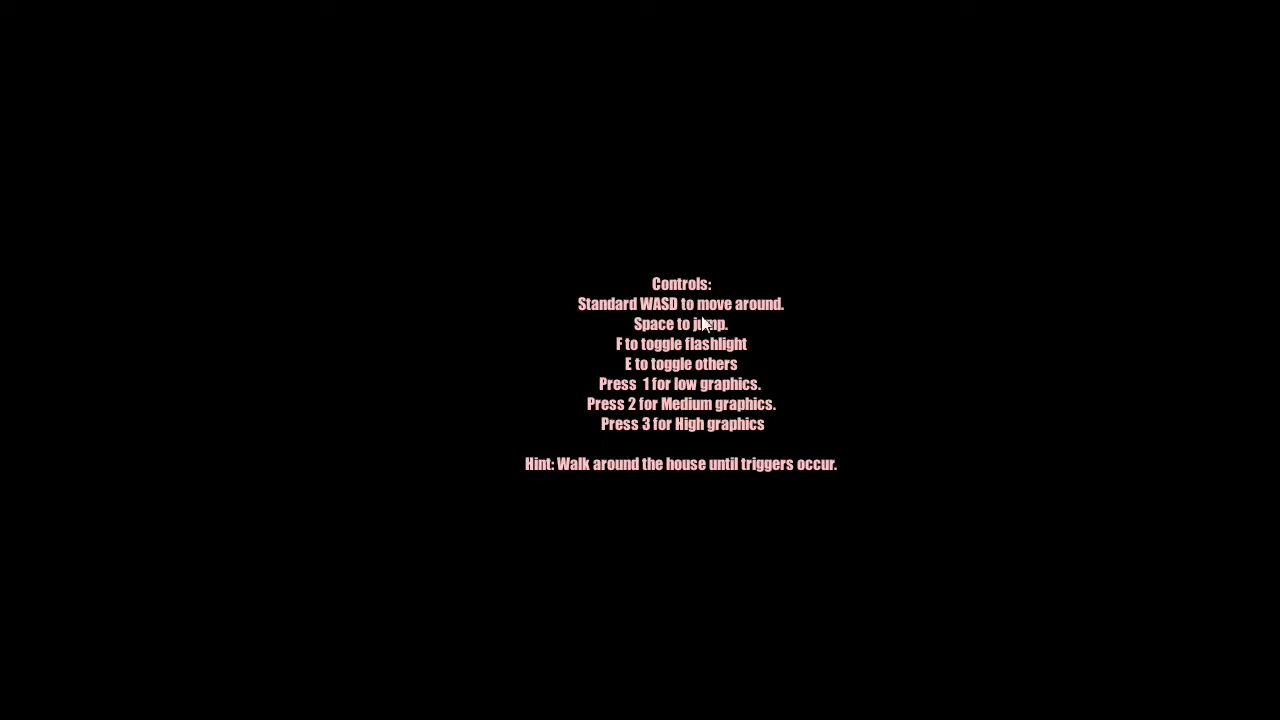 Controls:
Standard WASD to move around.
Space to jump.
F to toggle flashlight
E to toggle others
Press  1 for low graphics.
Press 2 for Medium graphics.
Press 3 for High graphics
Hint: Walk around the house until triggers occur.